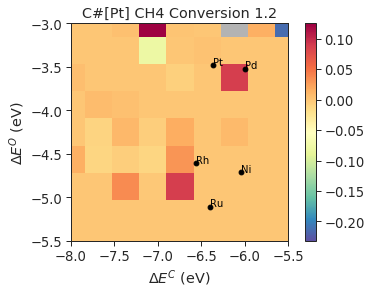 C#[Pt] CH4 Conversion 1.2
−3.0
−3.5
−4.0
−4.5
−5.0
−5.5
ΔE^O (eV)
Pt
Pd
Rh
Ni
Ru
−8.0 −7.5 −7.0 −6.5 −6.0 −5.5
ΔE^C (eV)
0.10
0.05
0.00
−0.05
−0.10
−0.15
−0.20